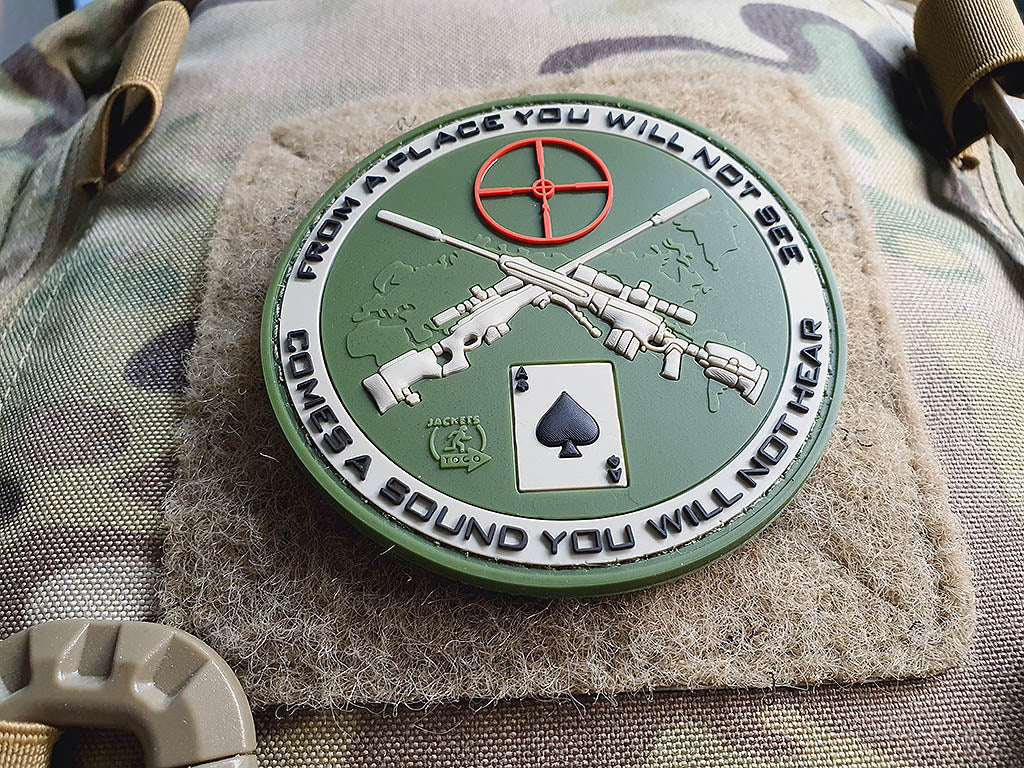 FROM A PLACE YOU WILL NOT SEE
COMES A SOUND YOU WILL NOT HEAR
A
A
JACKETS
TO GO